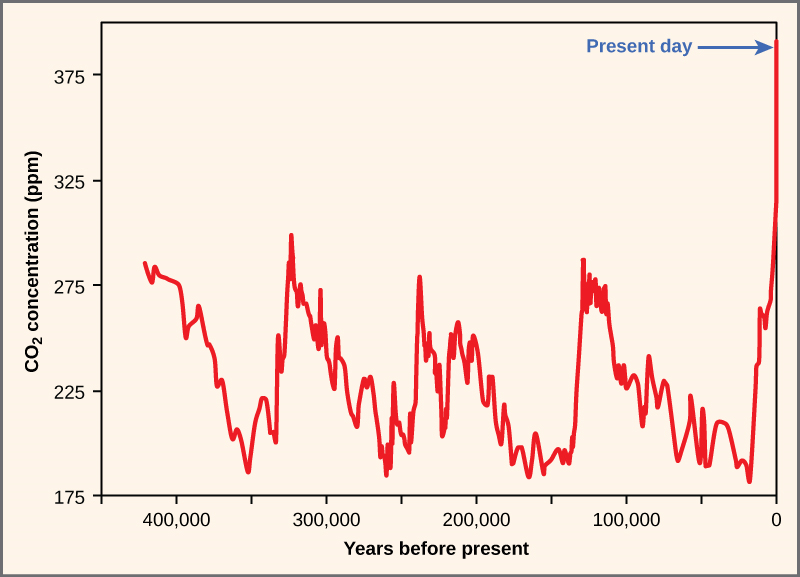 Present day
375
325
275
225
175
CO2 concentration (ppm)
400,000 300,000 200,000 100,000 0
Years before present